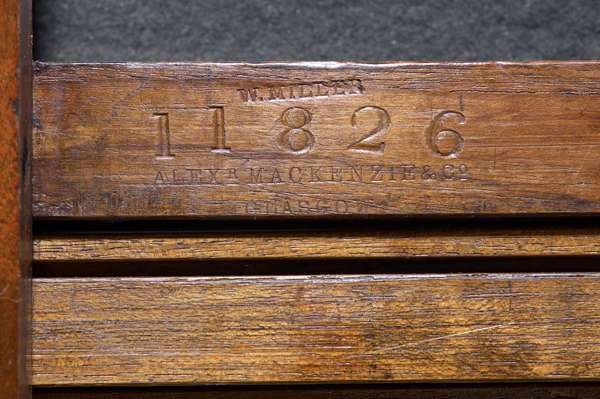 W. MILLER
11826
ALEXR MACKENZIE & CO
GLASGOW